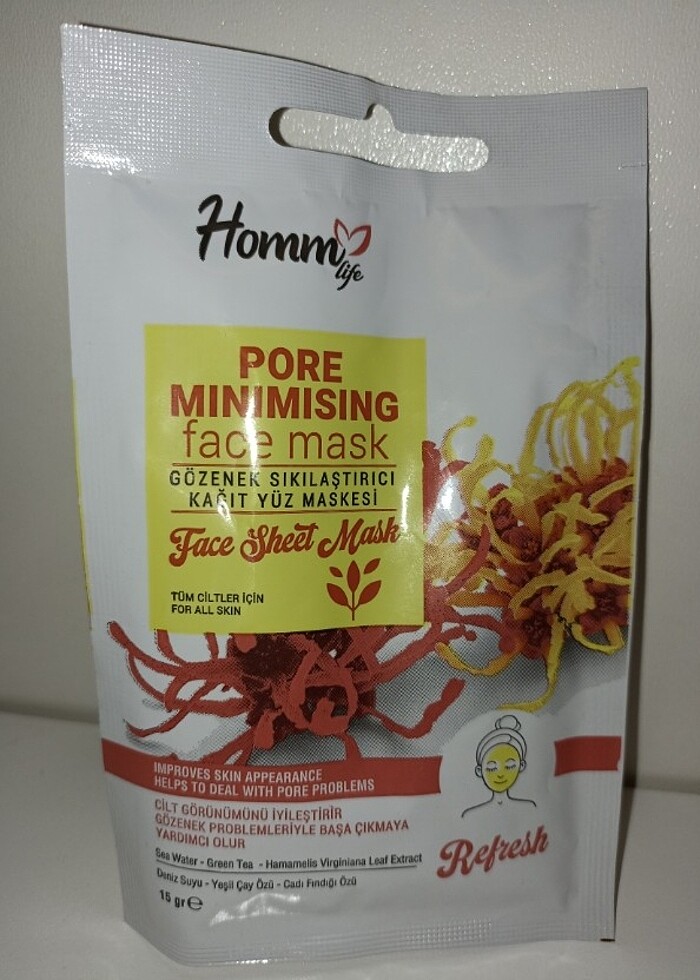 Homm
life
PORE
MINIMISING
face mask
GÖZENEK SIKILAŞTIRICI
KAĞIT YÜZ MASKESİ
Face Sheet Mask
TÜM CİLTLER İÇİN
FOR ALL SKIN
IMPROVES SKIN APPEARANCE
HELPS TO DEAL WITH PORE PROBLEMS
CİLT GÖRÜNÜMÜNÜ İYİLEŞTİRİR
GÖZENEK PROBLEMLERİYLE BAŞA ÇIKMAYA
YARDIMCI OLUR
Sea Water - Green Tea - Hamamelis Virginiana Leaf Extract
Deniz Suyu - Yeşil Çay Özü - Cadı Fındığı Özü
15 gr ℮
Refresh